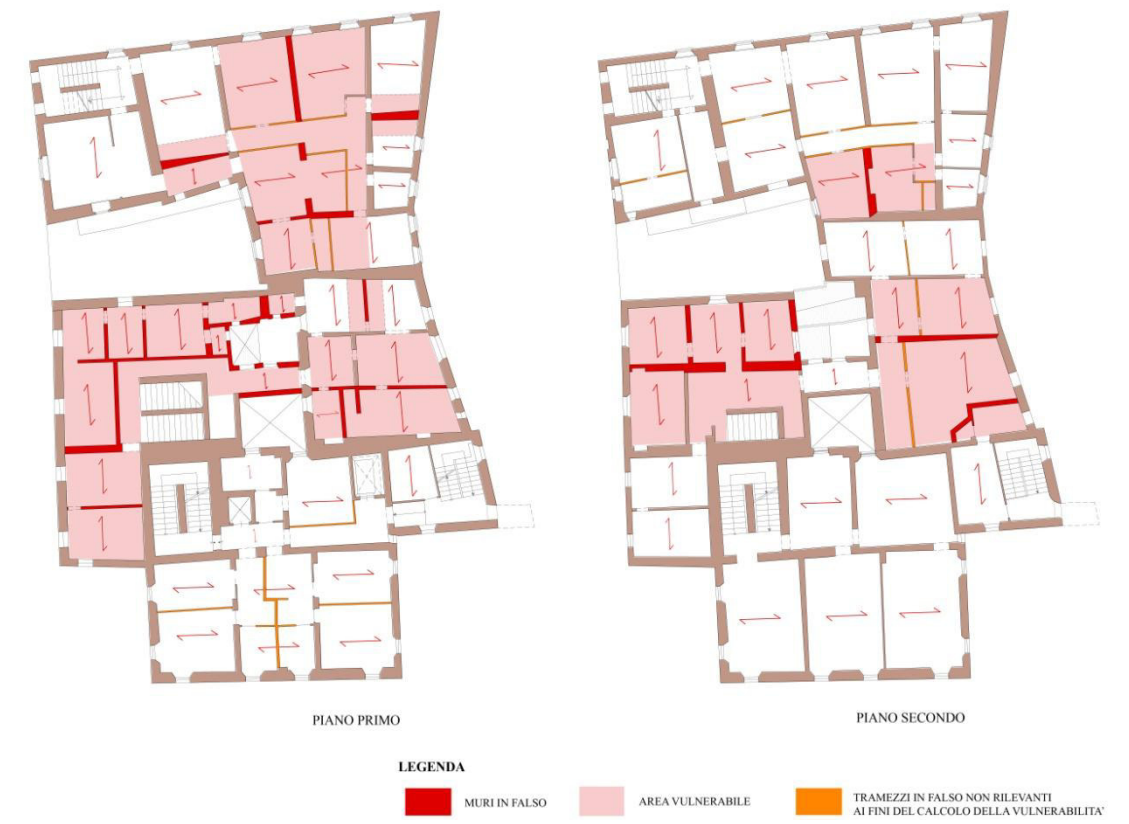 PIANO PRIMO
PIANO SECONDO
LEGENDA
MURI IN FALSO
AREA VULNERABILE
TRAMEZZI IN FALSO NON RILEVANTI
AI FINI DEL CALCOLO DELLA VULNERABILITA'